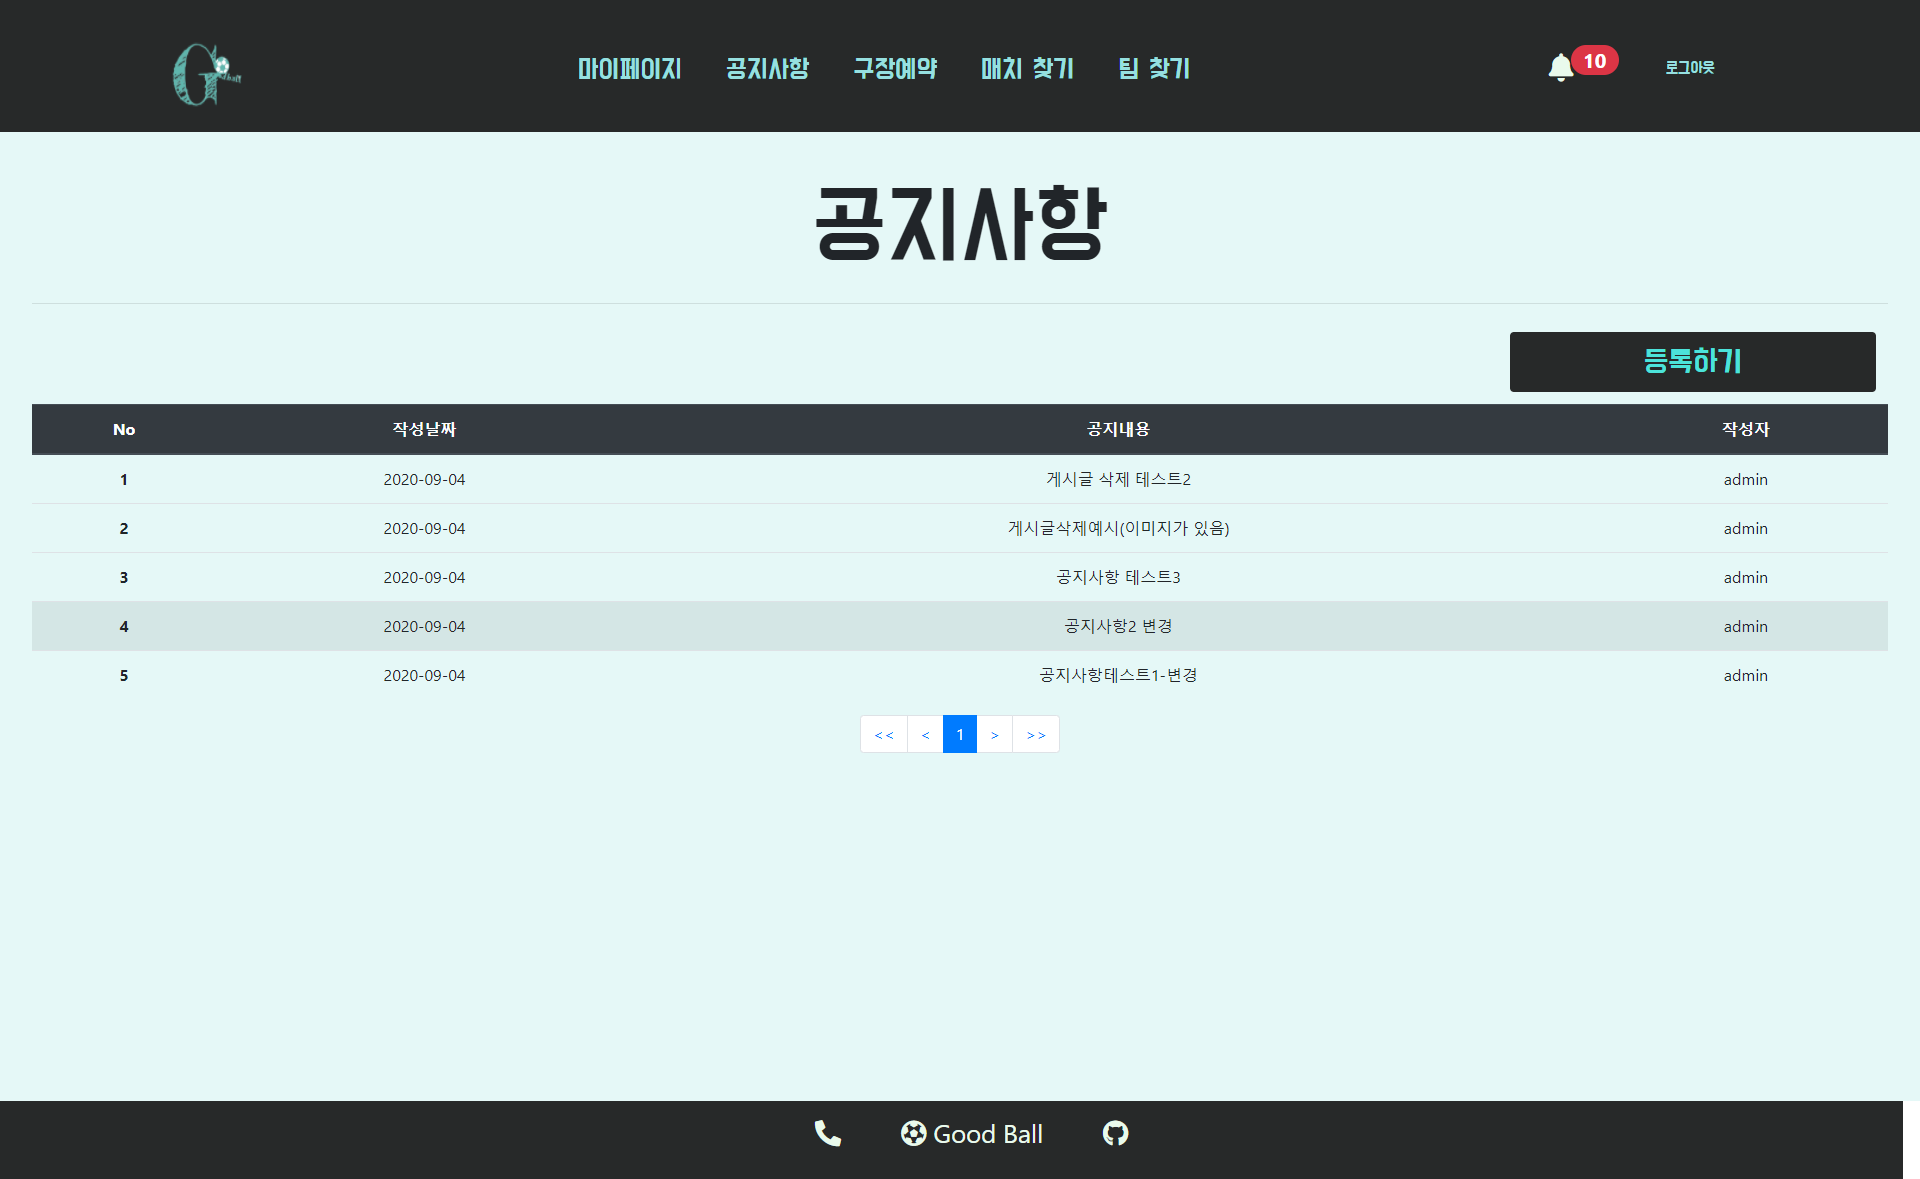 G
마이페이지 공지사항 구장예약 매치 찾기 팀 찾기 10 로그아웃
공지사항
등록하기
No 작성날짜 공지내용 작성자
1 2020-09-04 게시글 삭제 테스트2 admin
2 2020-09-04 게시글삭제예시(이미지가 있음) admin
3 2020-09-04 공지사항 테스트3 admin
4 2020-09-04 공지사항2 변경 admin
5 2020-09-04 공지사항테스트1-변경 admin
<< < 1 > >>
Good Ball